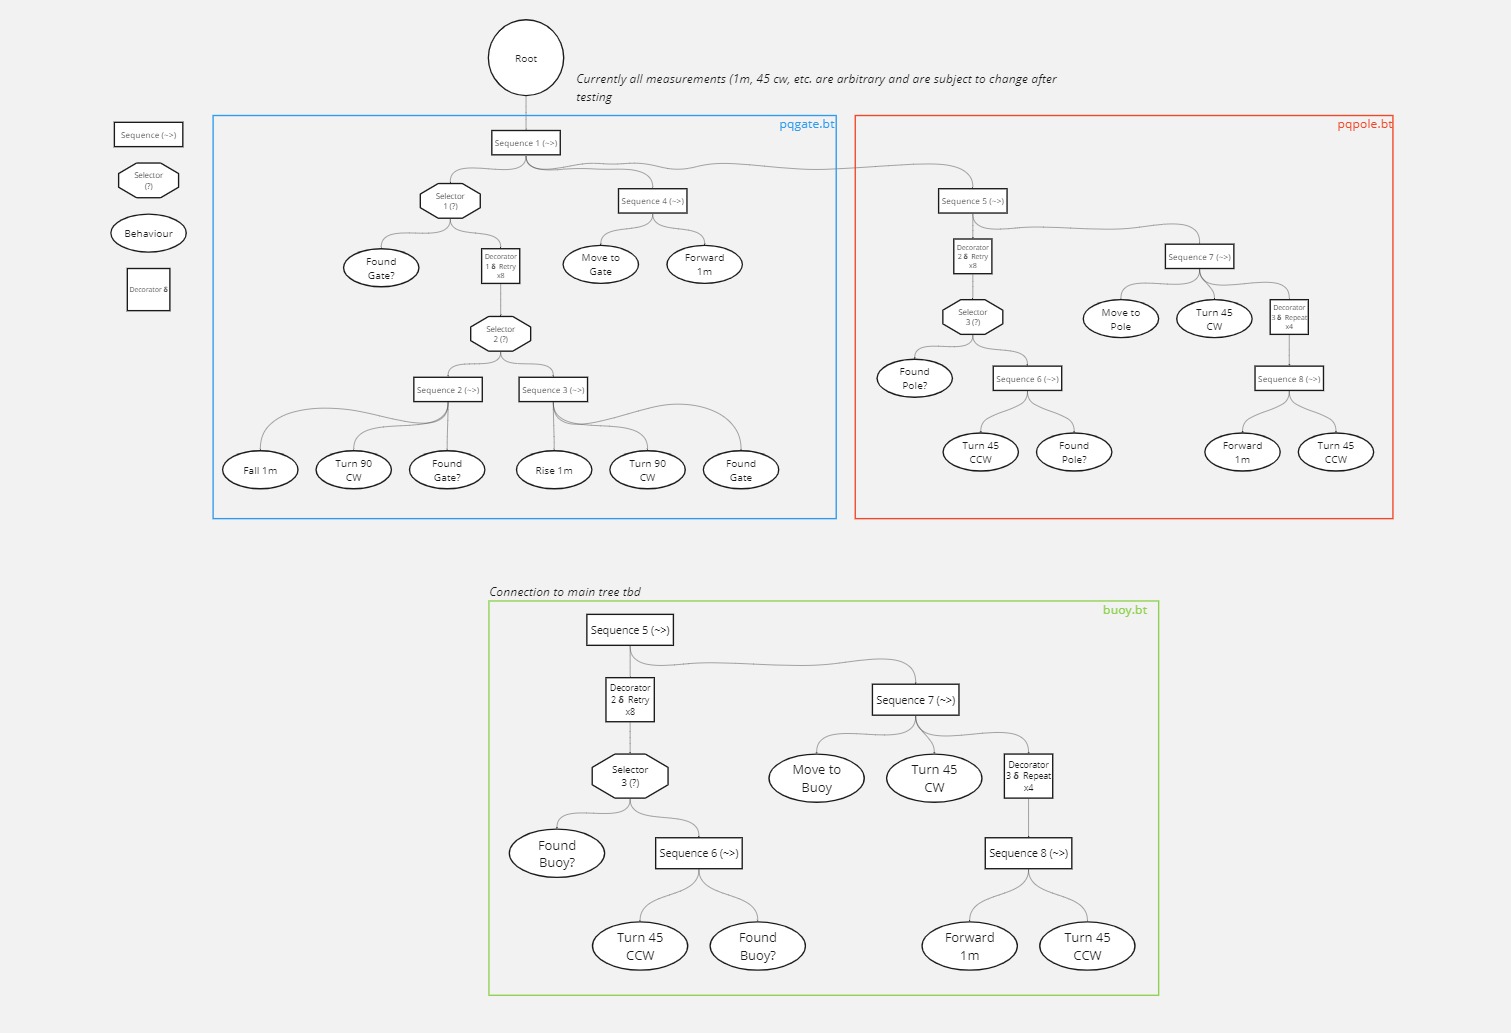 Root
Currently all measurements (1m, 45 cw, etc. are arbitrary and are subject to change after
testing
Sequence (~>)
Selector
(?)
Behaviour
Decorator δ
pqgate.bt
Sequence 1 (~>)
Selector
1 (?)
Sequence 4 (~>)
Found
Gate?
Decorator
1 δ Retry
x8
Move to
Gate
Forward
1m
Selector
2 (?)
Sequence 2 (~>)
Sequence 3 (~>)
Fall 1m
Turn 90
CW
Found
Gate?
Rise 1m
Turn 90
CW
Found
Gate
pqpole.bt
Sequence 5 (~>)
Decorator
2 δ Retry
x8
Sequence 7 (~>)
Selector
3 (?)
Move to
Pole
Turn 45
CW
Decorator
3 δ Repeat
x4
Found
Pole?
Sequence 6 (~>)
Sequence 8 (~>)
Turn 45
CCW
Found
Pole?
Forward
1m
Turn 45
CCW
Connection to main tree tbd
buoy.bt
Sequence 5 (~>)
Decorator
2 δ Retry
x8
Sequence 7 (~>)
Selector
3 (?)
Move to
Buoy
Turn 45
CW
Decorator
3 δ Repeat
x4
Found
Buoy?
Sequence 6 (~>)
Sequence 8 (~>)
Turn 45
CCW
Found
Buoy?
Forward
1m
Turn 45
CCW